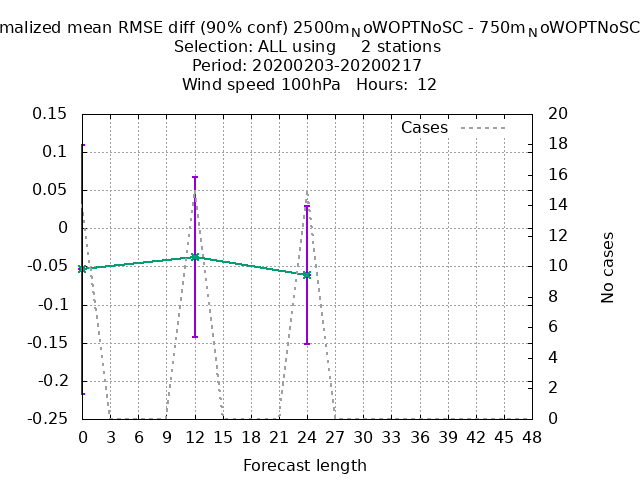 malized mean RMSE diff (90% conf) 2500mNoWOPTNoSC - 750mNoWOPTNoSC
Selection: ALL using 2 stations
Period: 20200203-20200217
Wind speed 100hPa Hours: 12
Cases
0.15
0.1
0.05
0
-0.05
-0.1
-0.15
-0.2
-0.25
20
18
16
14
12
10
8
6
4
2
0
No cases
0 3 6 9 12 15 18 21 24 27 30 33 36 39 42 45 48
Forecast length